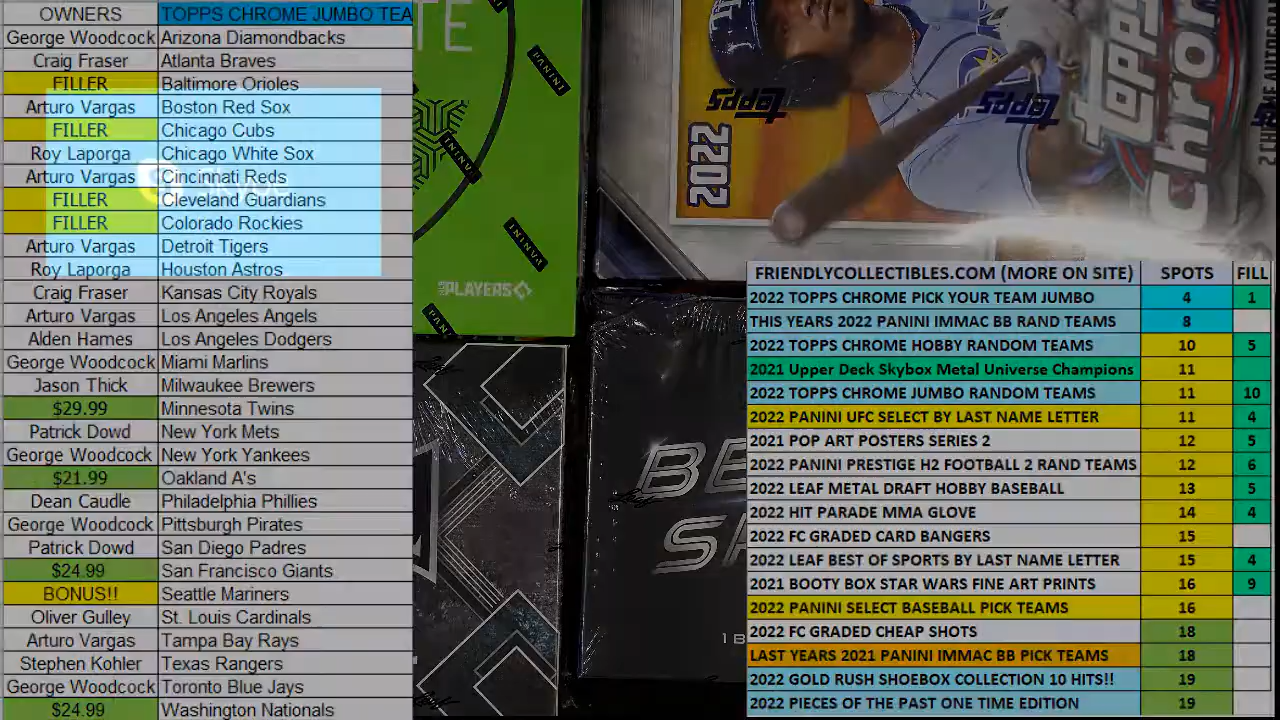 OWNERS TOPPS CHROME JUMBO TEA
George Woodcock Arizona Diamondbacks
Craig Fraser Atlanta Braves
FILLER Baltimore Orioles
Arturo Vargas Boston Red Sox
FILLER Chicago Cubs
Roy Laporga Chicago White Sox
Arturo Vargas Cincinnati Reds
FILLER Cleveland Guardians
FILLER Colorado Rockies
Arturo Vargas Detroit Tigers
Roy Laporga Houston Astros
Craig Fraser Kansas City Royals
Arturo Vargas Los Angeles Angels
Alden Hames Los Angeles Dodgers
George Woodcock Miami Marlins
Jason Thick Milwaukee Brewers
$29.99 Minnesota Twins
Patrick Dowd New York Mets
George Woodcock New York Yankees
$21.99 Oakland A's
Dean Caudle Philadelphia Phillies
George Woodcock Pittsburgh Pirates
Patrick Dowd San Diego Padres
$24.99 San Francisco Giants
BONUS!! Seattle Mariners
Oliver Gulley St. Louis Cardinals
Arturo Vargas Tampa Bay Rays
Stephen Kohler Texas Rangers
George Woodcock Toronto Blue Jays
$24.99 Washington Nationals
TE
PANINI
PANINI
PANINI
PLAYERS
2022
Topps
Topps
Topps
Chrom
BE
SP
18
FRIENDLYCOLLECTIBLES.COM (MORE ON SITE) SPOTS FILL
2022 TOPPS CHROME PICK YOUR TEAM JUMBO 4 1
THIS YEARS 2022 PANINI IMMAC BB RAND TEAMS 8
2022 TOPPS CHROME HOBBY RANDOM TEAMS 10 5
2021 Upper Deck Skybox Metal Universe Champions 11
2022 TOPPS CHROME JUMBO RANDOM TEAMS 11 10
2022 PANINI UFC SELECT BY LAST NAME LETTER 11 4
2021 POP ART POSTERS SERIES 2 12 5
2022 PANINI PRESTIGE H2 FOOTBALL 2 RAND TEAMS 12 6
2022 LEAF METAL DRAFT HOBBY BASEBALL 13 5
2022 HIT PARADE MMA GLOVE 14 4
2022 FC GRADED CARD BANGERS 15
2022 LEAF BEST OF SPORTS BY LAST NAME LETTER 15 4
2021 BOOTY BOX STAR WARS FINE ART PRINTS 16 9
2022 PANINI SELECT BASEBALL PICK TEAMS 16
2022 FC GRADED CHEAP SHOTS 18
LAST YEARS 2021 PANINI IMMAC BB PICK TEAMS 18
2022 GOLD RUSH SHOEBOX COLLECTION 10 HITS!! 19
2022 PIECES OF THE PAST ONE TIME EDITION 19